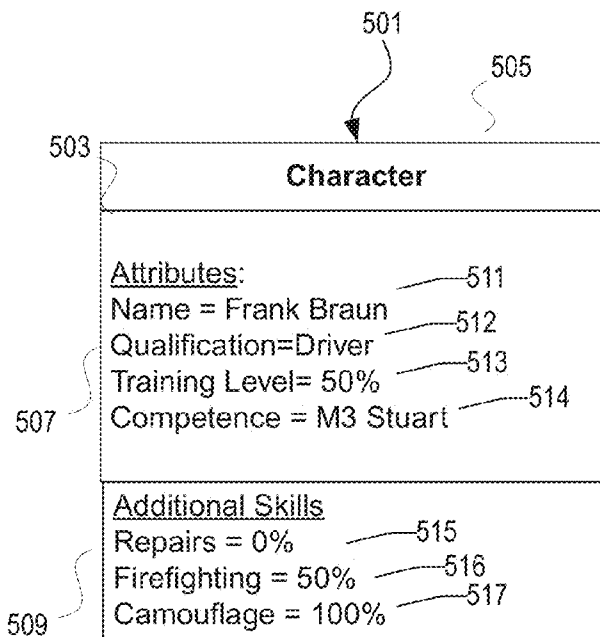 501
505
503
Character
Attributes:
511
Name = Frank Braun
512
Qualification=Driver
513
Training Level= 50%
514
Competence = M3 Stuart
507
Additional Skills
515
Repairs = 0%
516
Firefighting = 50%
517
Camouflage = 100%
509